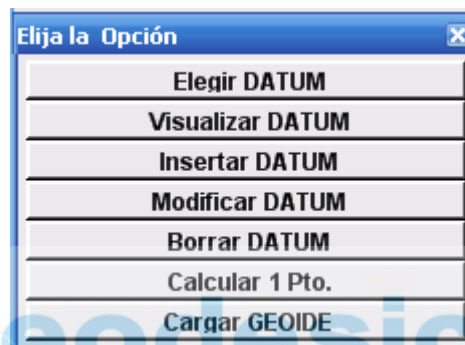 Elija la Opción
Elegir DATUM
Visualizar DATUM
Insertar DATUM
Modificar DATUM
Borrar DATUM
Calcular 1 Pto.
Cargar GEOIDE